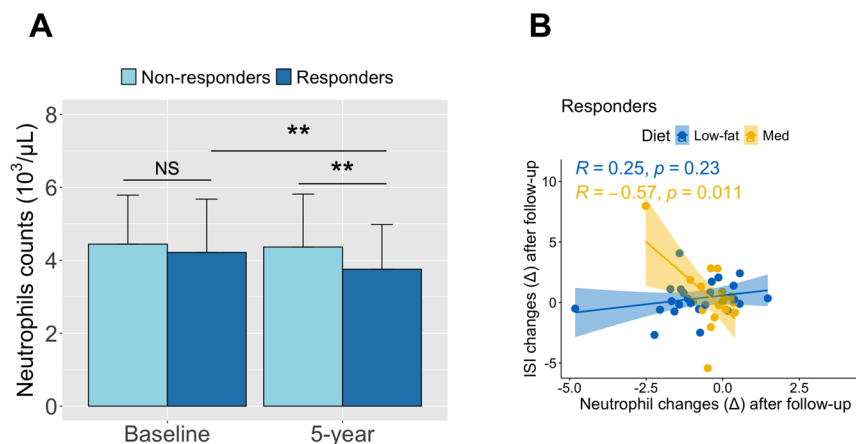 A
Non-responders Responders
Neutrophils counts (10³/µL)
8
6
4
2
0
NS
**
**
Baseline 5-year
B
Responders
Diet Low-fat Med
R = 0.25, p = 0.23
R = −0.57, p = 0.011
ISI changes (Δ) after follow-up
10
5
0
-5
-5.0 -2.5 0.0 2.5
Neutrophil changes (Δ) after follow-up